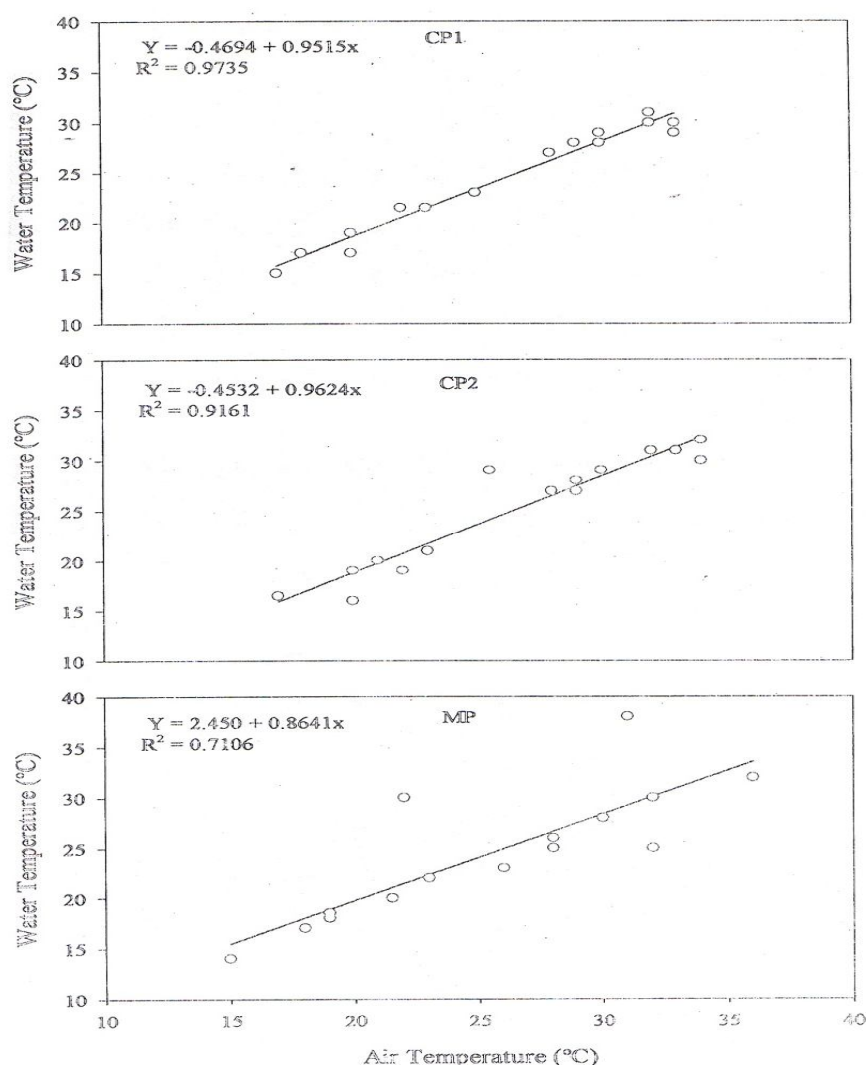 CP1
Y = -0.4694 + 0.9515x
R² = 0.9735
Water Temperature (°C)
40
35
30
25
20
15
10
CP2
Y = -0.4532 + 0.9624x
R² = 0.9161
Water Temperature (°C)
40
35
30
25
20
15
10
MP
Y = 2.450 + 0.8641x
R² = 0.7106
Water Temperature (°C)
40
35
30
25
20
15
10
10 15 20 25 30 35 40
Air Temperature (°C)